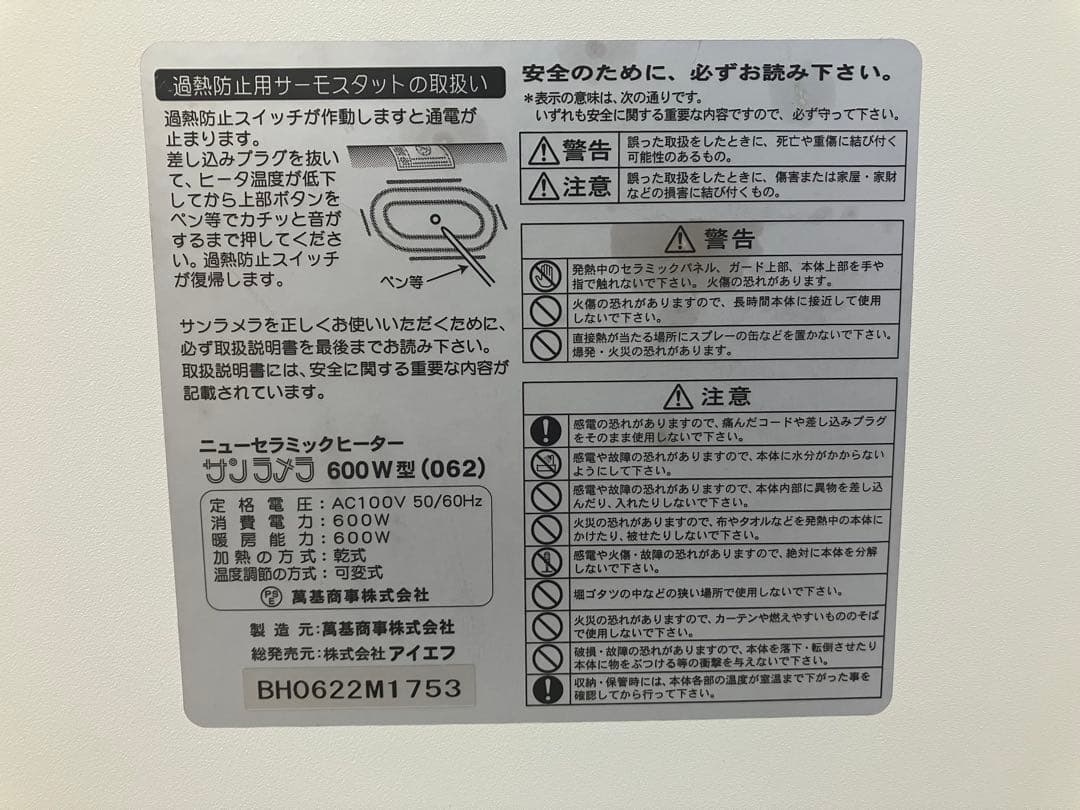 過熱防止用サーモスタットの取扱い
過熱防止スイッチが作動しますと通電が
止まります。
差し込みプラグを抜い
て、ヒータ温度が低下
してから上部ボタンを
ペン等でカチッと音が
するまで押してくださ
い。過熱防止スイッチ
が復帰します。
ペン等
サンラメラを正しくお使いいただくために、
必ず取扱説明書を最後までお読み下さい。
取扱説明書には、安全に関する重要な内容が
記載されています。
ニューセラミックヒーター
サンラメラ 600W型(062)
定格電圧：AC100V 50/60Hz
消費電力：600W
暖房能力：600W
加熱の方式：乾式
温度調節の方式：可変式
PSE 萬基商事株式会社
製造元：萬基商事株式会社
総発売元：株式会社アイエフ
BH0622M1753
安全のために、必ずお読み下さい。
＊表示の意味は、次の通りです。
いずれも安全に関する重要な内容ですので、必ず守って下さい。
警告
誤った取扱をしたときに、死亡や重傷に結び付く
可能性のあるもの。
注意
誤った取扱をしたときに、傷害または家屋・家財
などの損害に結び付くもの。
警告
発熱中のセラミックパネル、ガード上部、本体上部を手や
指で触れないで下さい。火傷の恐れがあります。
火傷の恐れがありますので、長時間本体に接近して使用
しないで下さい。
直接熱が当たる場所にスプレーの缶などを置かないで下さい。
爆発・火災の恐れがあります。
注意
感電の恐れがありますので、痛んだコードや差し込みプラグ
をそのまま使用しないで下さい。
感電や故障の恐れがありますので、本体に水分がかからない
ようにして下さい。
感電や故障の恐れがありますので、本体内部に異物を差し込
んだり、入れたりしないで下さい。
火災の恐れがありますので、布やタオルなどを発熱中の本体に
かけたり、被せたりしないで下さい。
感電や火傷・故障の恐れがありますので、絶対に本体を分解
しないで下さい。
堀ゴタツの中などの狭い場所で使用しないで下さい。
火災の恐れがありますので、カーテンや燃えやすいもののそば
で使用しないで下さい。
破損・故障の恐れがありますので、本体を落下・転倒させたり
本体に物をぶつける等の衝撃を与えないで下さい。
収納・保管時には、本体各部の温度が室温まで下がった事を
確認してから行って下さい。